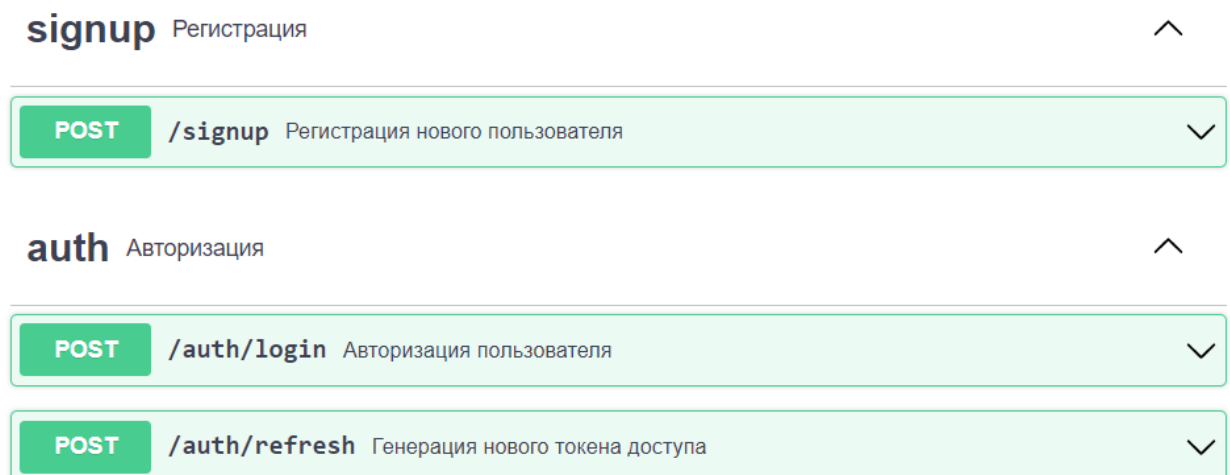 signup Регистрация
POST /signup Регистрация нового пользователя
auth Авторизация
POST /auth/login Авторизация пользователя
POST /auth/refresh Генерация нового токена доступа